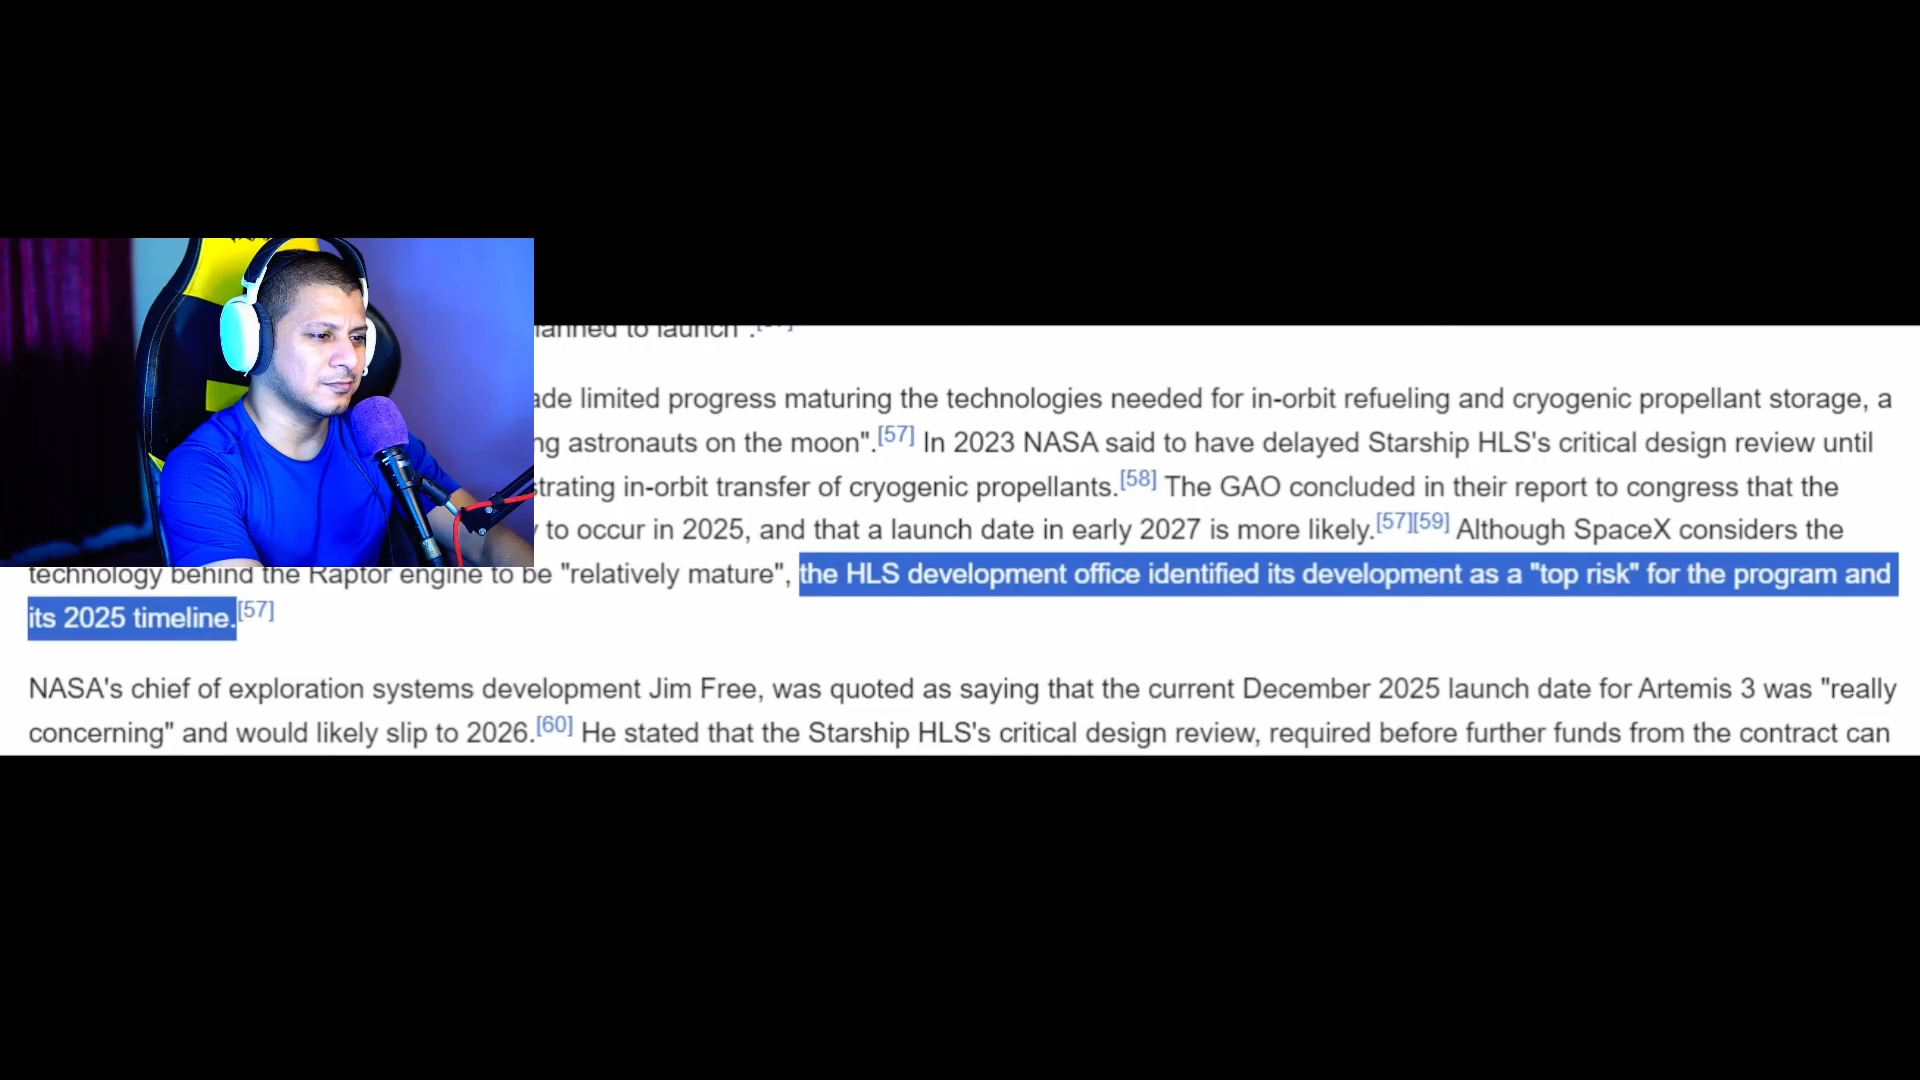 lanned to launch".
ade limited progress maturing the technologies needed for in-orbit refueling and cryogenic propellant storage, a
ng astronauts on the moon".[57] In 2023 NASA said to have delayed Starship HLS's critical design review until
strating in-orbit transfer of cryogenic propellants.[58] The GAO concluded in their report to congress that the
to occur in 2025, and that a launch date in early 2027 is more likely.[57][59] Although SpaceX considers the
technology behind the Raptor engine to be "relatively mature", the HLS development office identified its development as a "top risk" for the program and
its 2025 timeline.[57]
NASA's chief of exploration systems development Jim Free, was quoted as saying that the current December 2025 launch date for Artemis 3 was "really
concerning" and would likely slip to 2026.[60] He stated that the Starship HLS's critical design review, required before further funds from the contract can